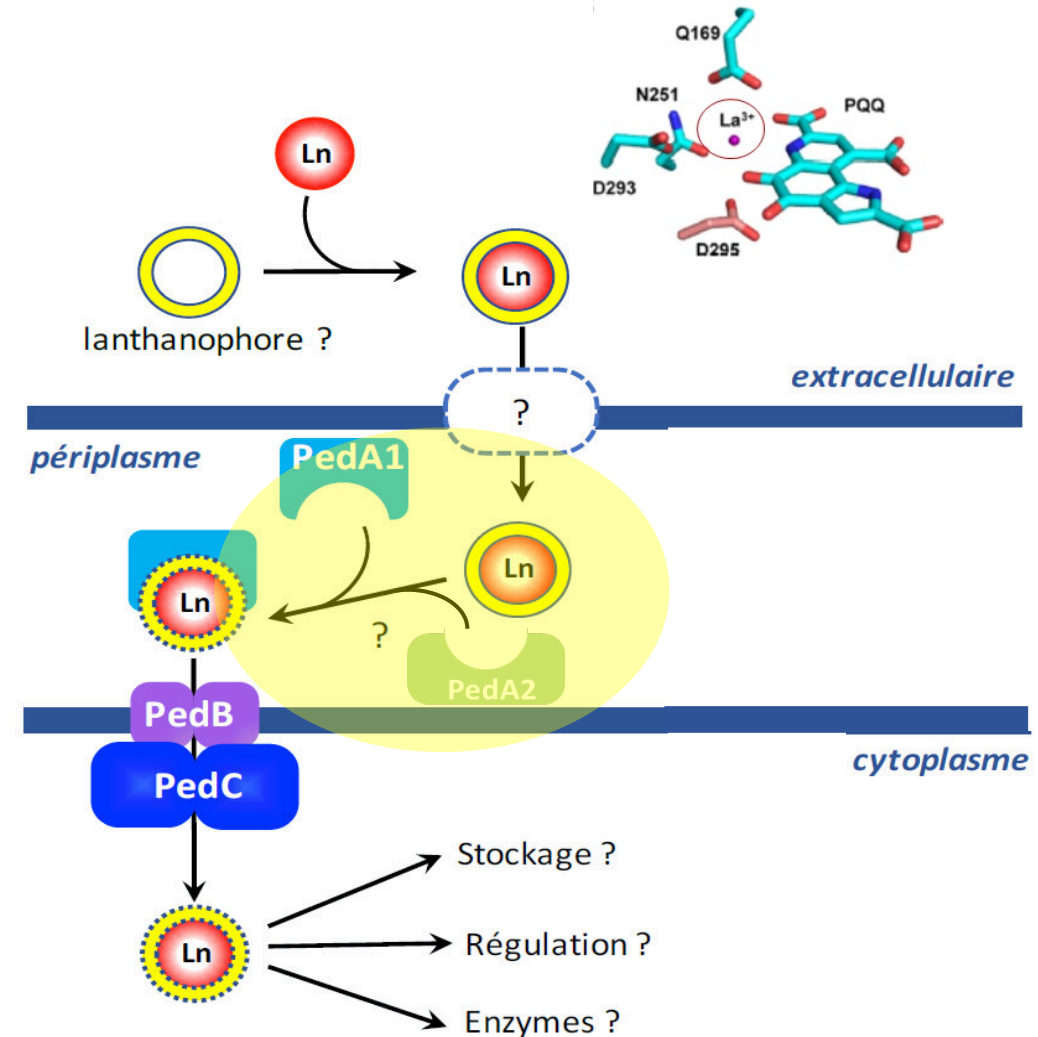 Q169
N251
La³⁺
PQQ
D293
D295
Ln
Ln
lanthanophore ?
extracellulaire
?
périplasme
PedA1
Ln
Ln
?
PedA2
PedB
cytoplasme
PedC
Stockage ?
Ln
Régulation ?
Enzymes ?